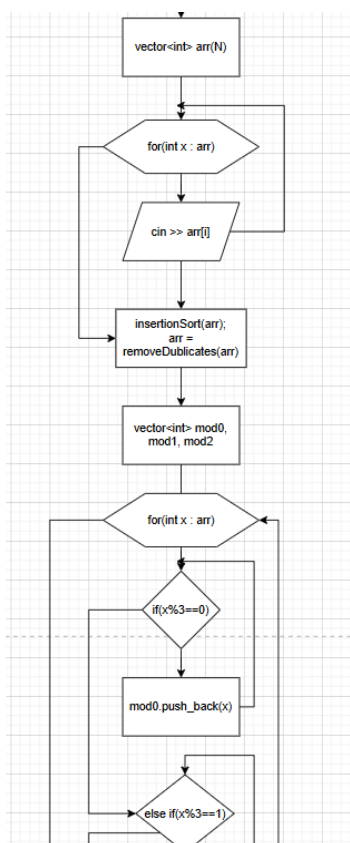 vector<int> arr(N)
for(int x : arr)
cin >> arr[i]
insertionSort(arr);
arr =
removeDublicates(arr)
vector<int> mod0,
mod1, mod2
for(int x : arr)
if(x%3==0)
mod0.push_back(x)
else if(x%3==1)